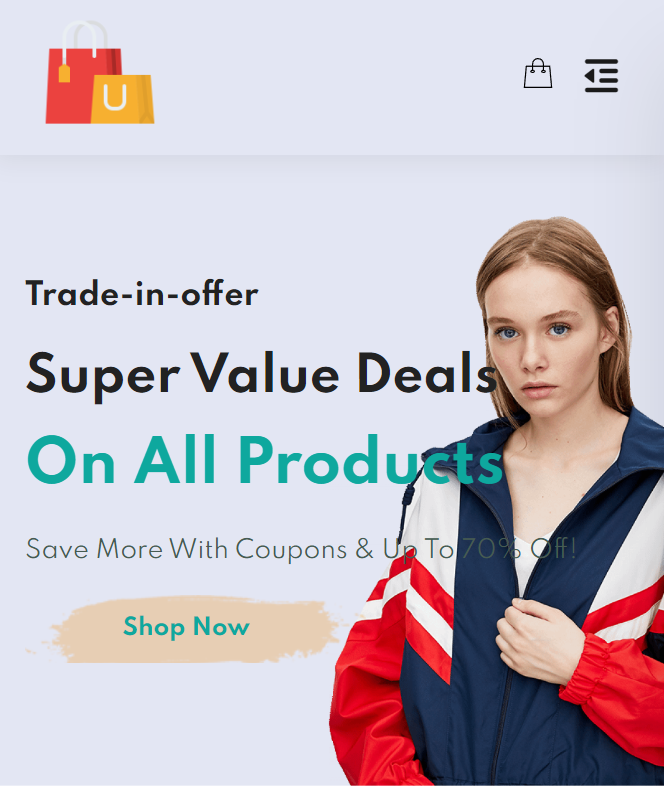 U
Trade-in-offer
Super Value Deals
On All Products
Save More With Coupons & Up To 70% Off!
Shop Now